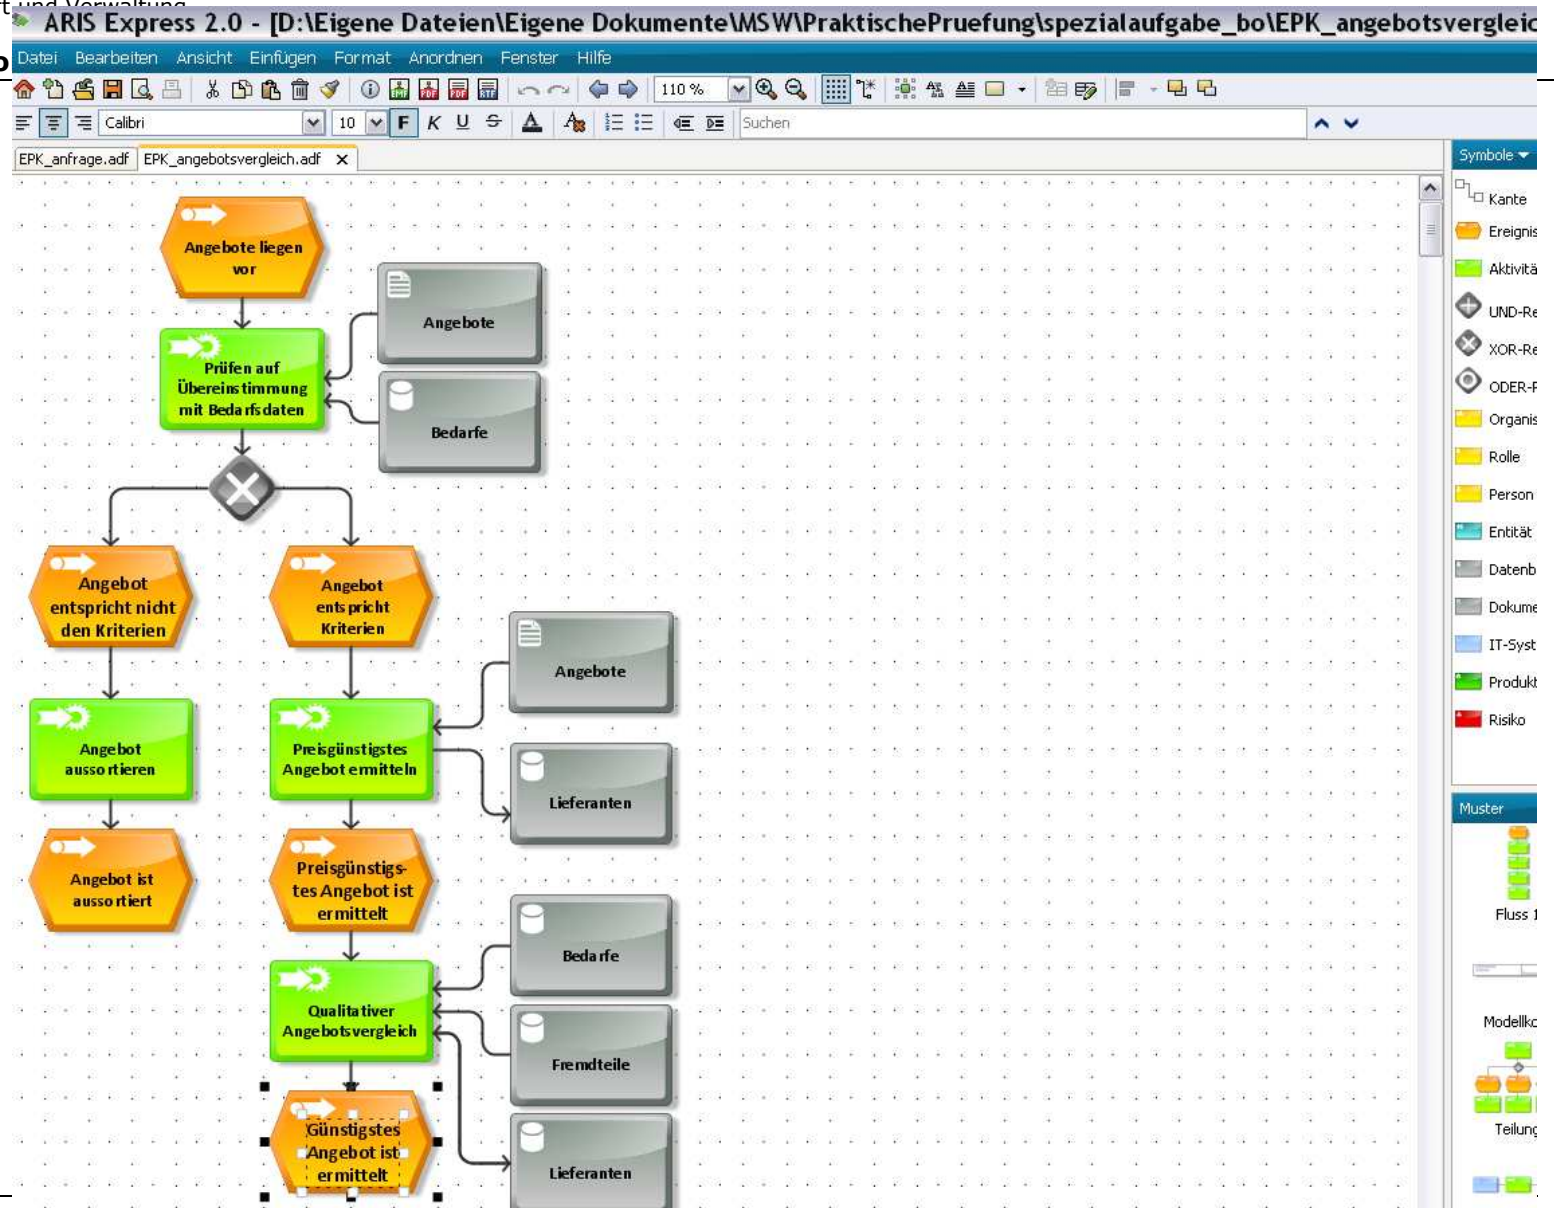 t und Verwaltung
ARIS Express 2.0 - [D:\Eigene Dateien\Eigene Dokumente\MSW\PraktischePruefung\spezialaufgabe_bo\EPK_angebotsvergleic
Datei Bearbeiten Ansicht Einfügen Format Anordnen Fenster Hilfe
110 %
Calibri 10 F K U S Suchen
EPK_anfrage.adf EPK_angebotsvergleich.adf
Symbole
Kante
Ereignis
Aktivitä
UND-Re
XOR-Re
ODER-R
Organis
Rolle
Person
Entität
Datenb
Dokume
IT-Syst
Produkt
Risiko
Muster
Fluss 1
Modellko
Teilung
Angebote liegen
vor
Angebote
Prüfen auf
Übereinstimmung
mit Bedarfsdaten
Bedarfe
Angebot
entspricht nicht
den Kriterien
Angebot
entspricht
Kriterien
Angebote
Angebot
aussortieren
Preisgünstigstes
Angebot ermitteln
Lieferanten
Angebot ist
aussortiert
Preisgünstigs-
tes Angebot ist
ermittelt
Bedarfe
Qualitativer
Angebotsvergleich
Fremdteile
Günstigstes
Angebot ist
ermittelt
Lieferanten